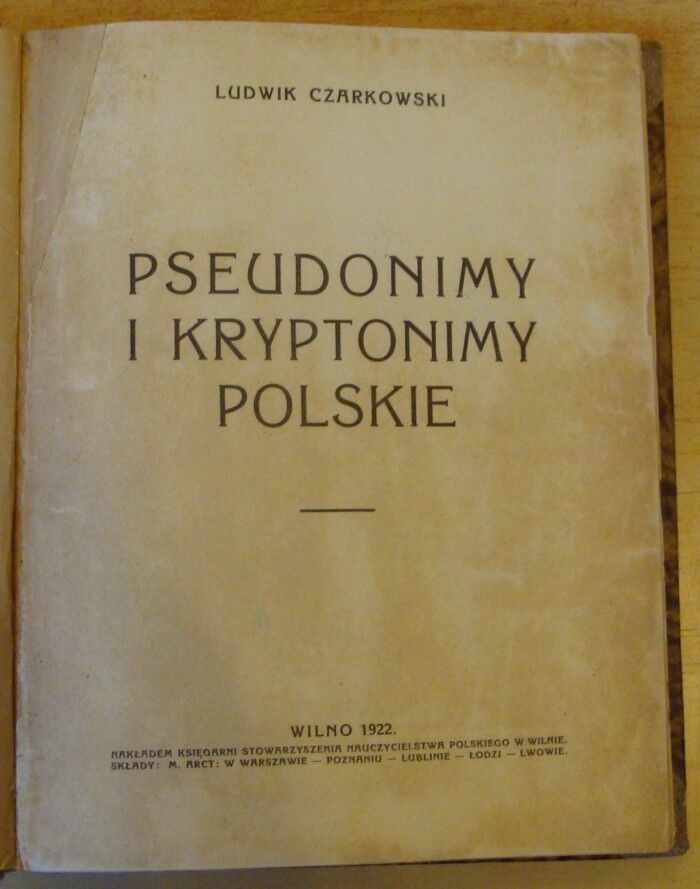 LUDWIK CZARKOWSKI
PSEUDONIMY
I KRYPTONIMY
POLSKIE
WILNO 1922.
NAKŁADEM KSIĘGARNI STOWARZYSZENIA NAUCZYCIELSTWA POLSKIEGO W WILNIE.
SKŁADY: M. ARCT: W WARSZAWIE — POZNANIU — LUBLINIE — ŁODZI — LWOWIE.